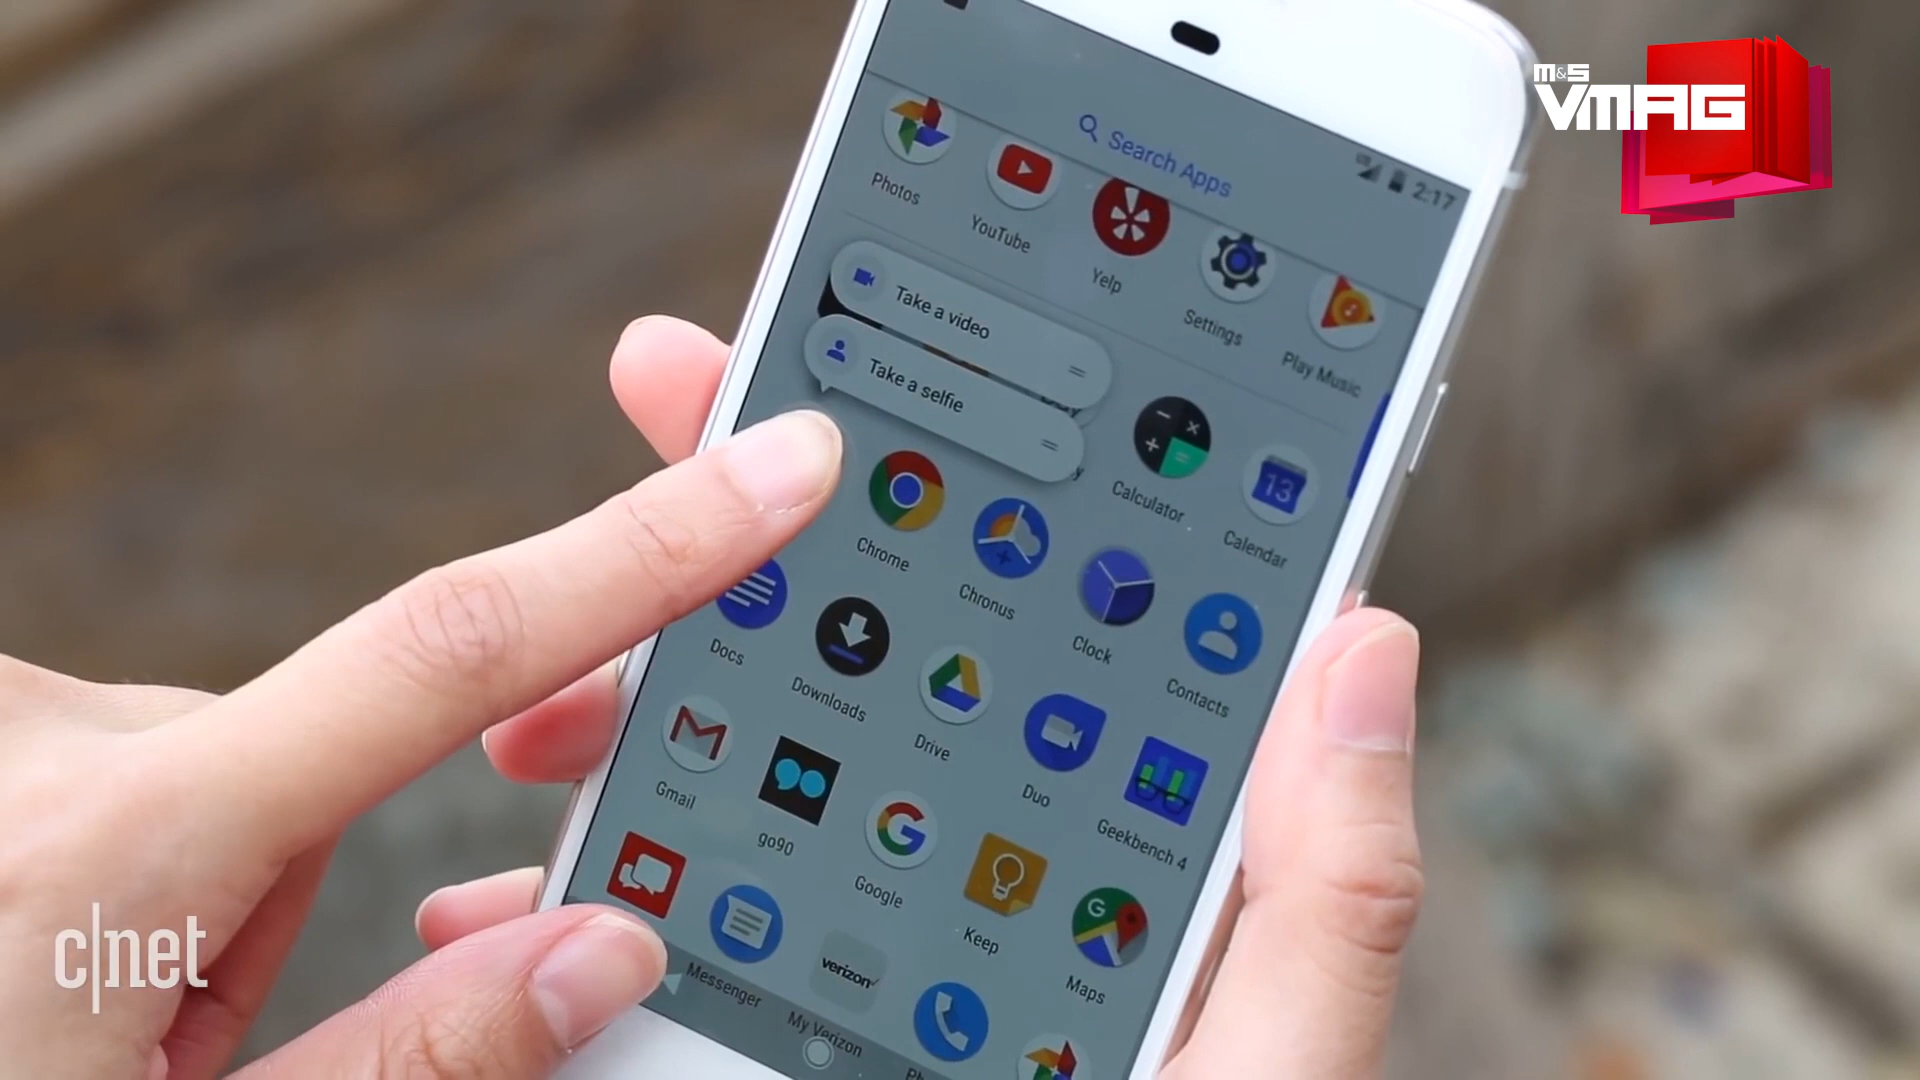 M&S
VMAG
Search Apps
2:17
Photos
YouTube
Yelp
Settings
Play Music
Take a video
Take a selfie
Calculator
13
Calendar
Chrome
Chronus
Clock
Contacts
Docs
Downloads
Drive
Duo
Geekbench 4
Gmail
go90
Google
Keep
G
Maps
Messenger
verizon
My Verizon
c|net